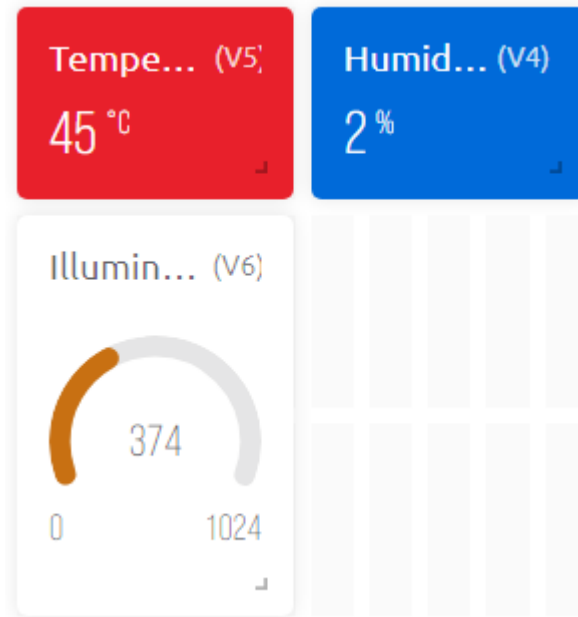 Tempe... (V5)
45 °C
Humid... (V4)
2 %
Illumin... (V6)
374
0 1024